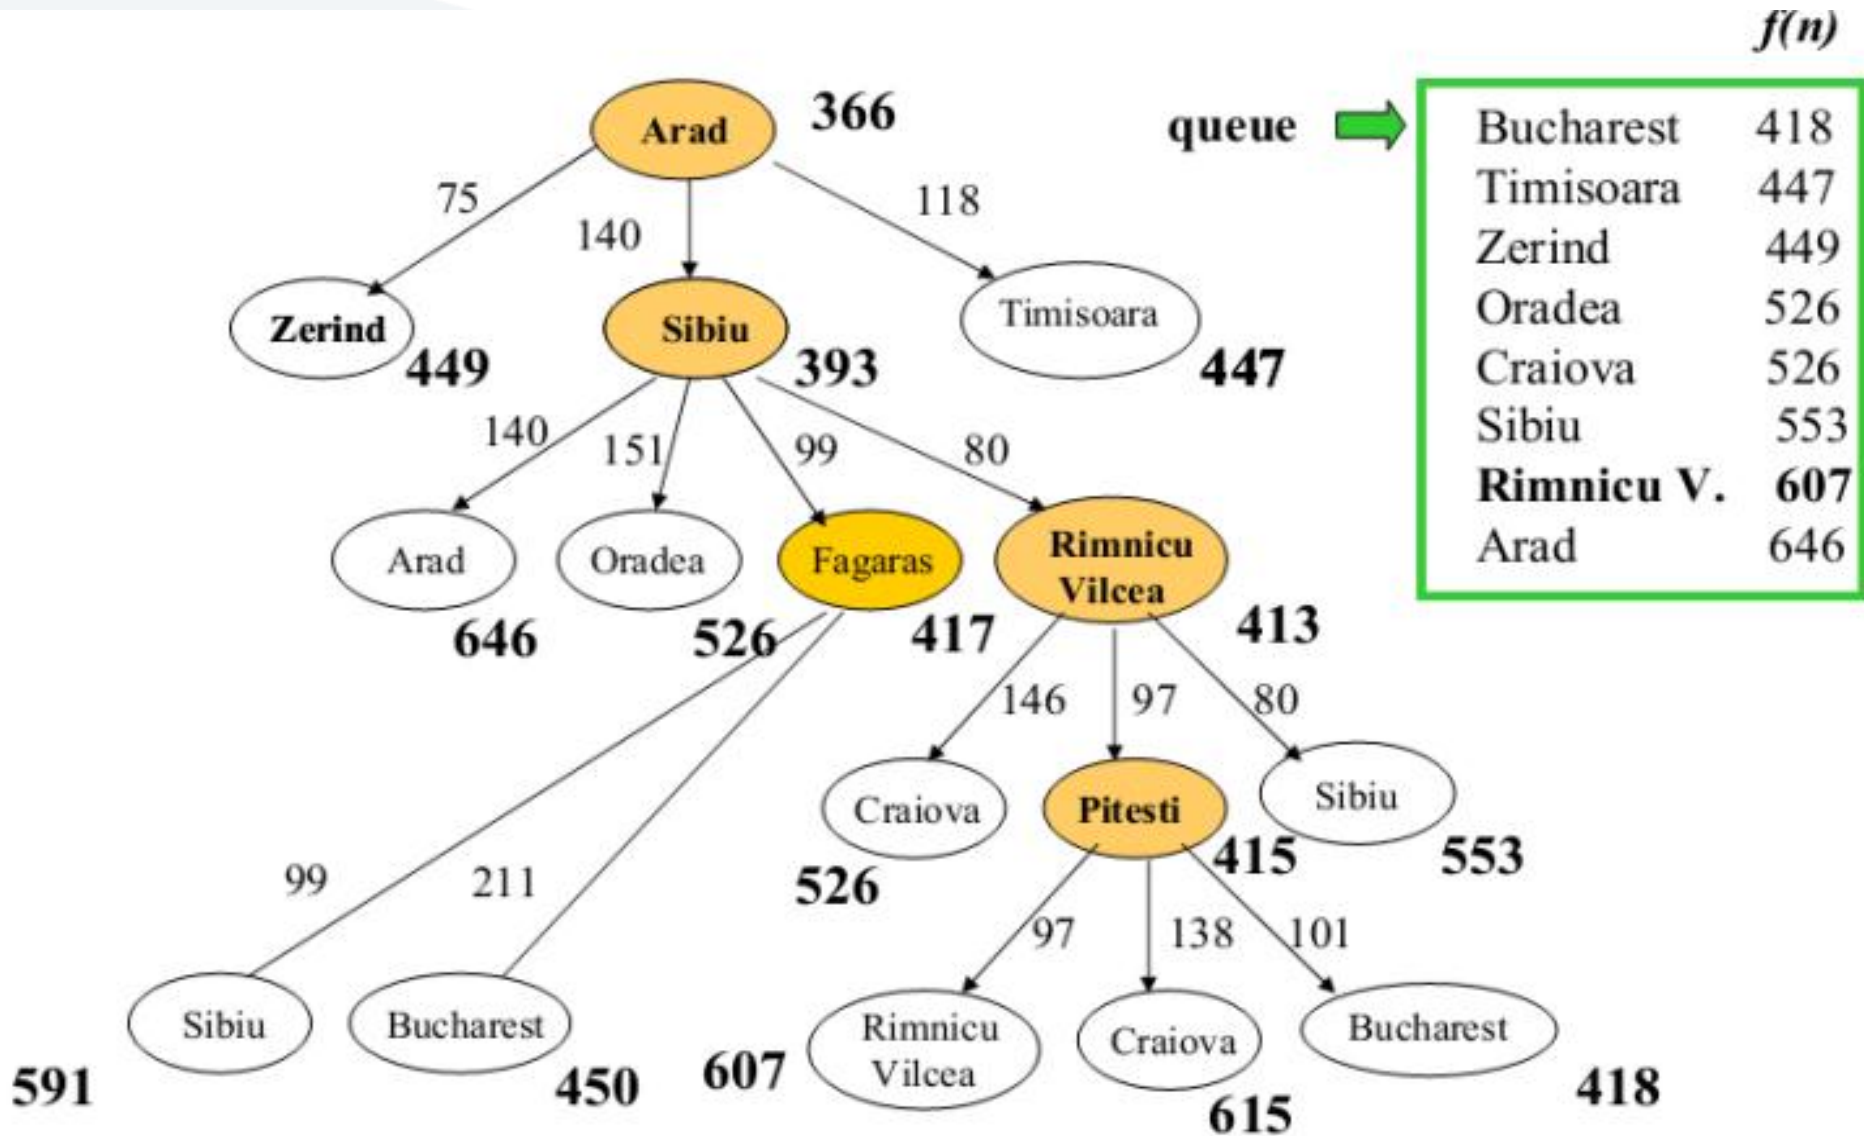 f(n)
Arad 366
queue
Bucharest 418
Timisoara 447
Zerind 449
Oradea 526
Craiova 526
Sibiu 553
Rimnicu V. 607
Arad 646
75
140
118
Zerind
449
Sibiu
393
Timisoara
447
140
151
99
80
Arad
646
Oradea
526
Fagaras
417
Rimnicu
Vilcea
413
146
97
80
Craiova
526
Pitesti
415
Sibiu
553
99
211
97
138
101
Sibiu
591
Bucharest
450
Rimnicu
Vilcea
607
Craiova
615
Bucharest
418